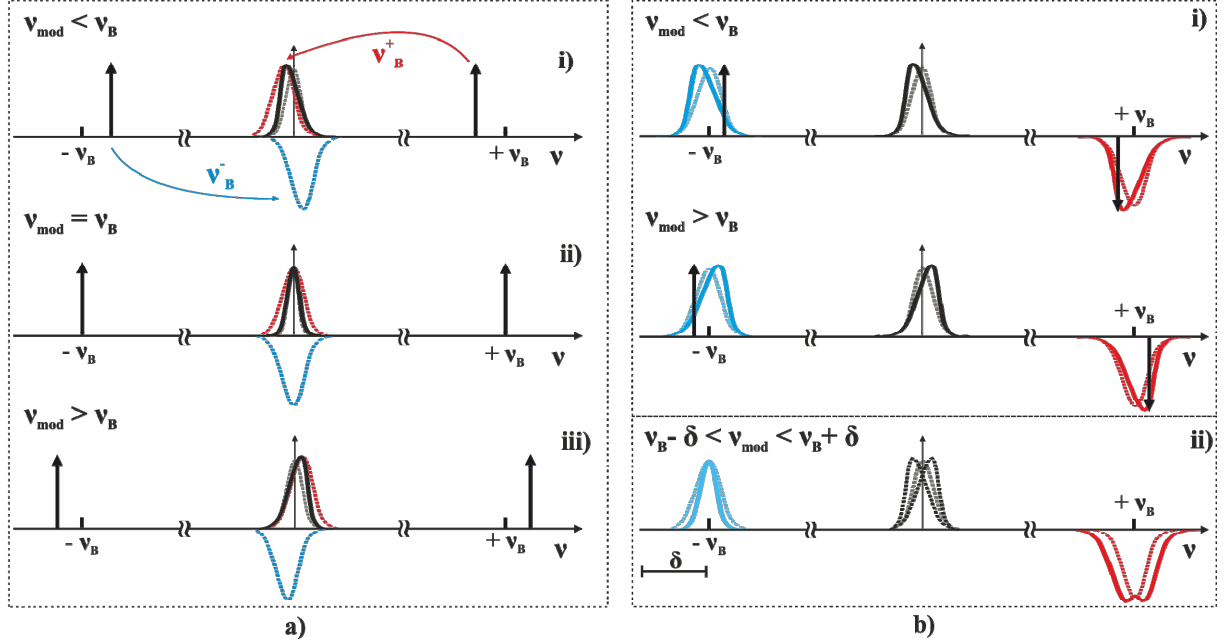 ν_mod < ν_B
i)
ν⁺_B
- ν_B
+ ν_B
ν
ν⁻_B
ν_mod = ν_B
ii)
- ν_B
+ ν_B
ν
ν_mod > ν_B
iii)
- ν_B
+ ν_B
ν
a)
ν_mod < ν_B
i)
+ ν_B
- ν_B
ν
ν_mod > ν_B
+ ν_B
- ν_B
ν
ν_B - δ < ν_mod < ν_B + δ
ii)
+ ν_B
- ν_B
ν
δ
b)